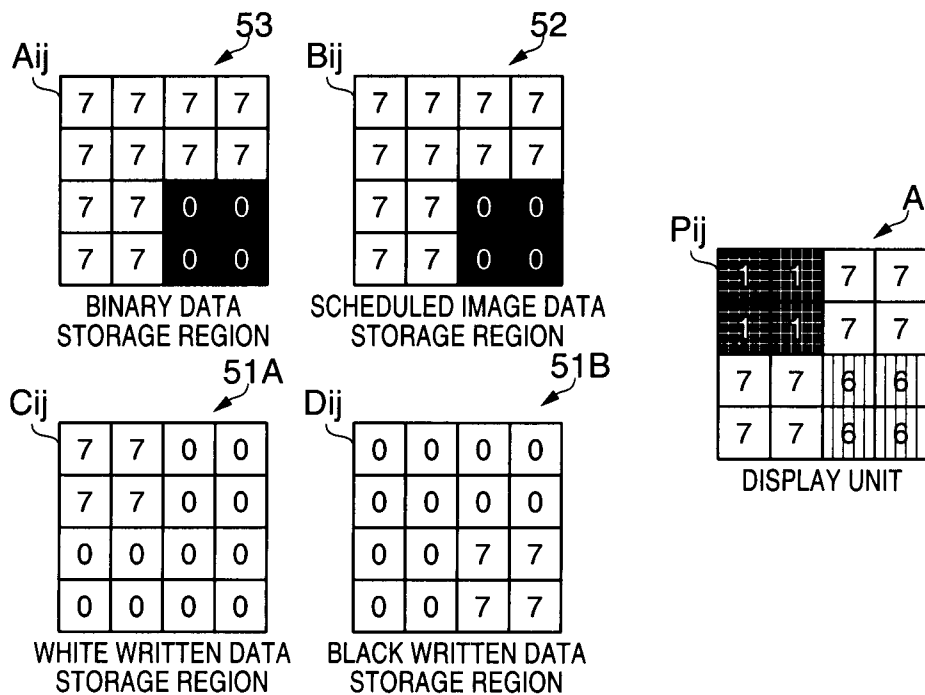 53
Aij
7 7 7 7
7 7 7 7
7 7 0 0
7 7 0 0
BINARY DATA
STORAGE REGION
52
Bij
7 7 7 7
7 7 7 7
7 7 0 0
7 7 0 0
SCHEDULED IMAGE DATA
STORAGE REGION
A
Pij
1 1 7 7
1 1 7 7
7 7 6 6
7 7 6 6
DISPLAY UNIT
51A
Cij
7 7 0 0
7 7 0 0
0 0 0 0
0 0 0 0
WHITE WRITTEN DATA
STORAGE REGION
51B
Dij
0 0 0 0
0 0 0 0
0 0 7 7
0 0 7 7
BLACK WRITTEN DATA
STORAGE REGION